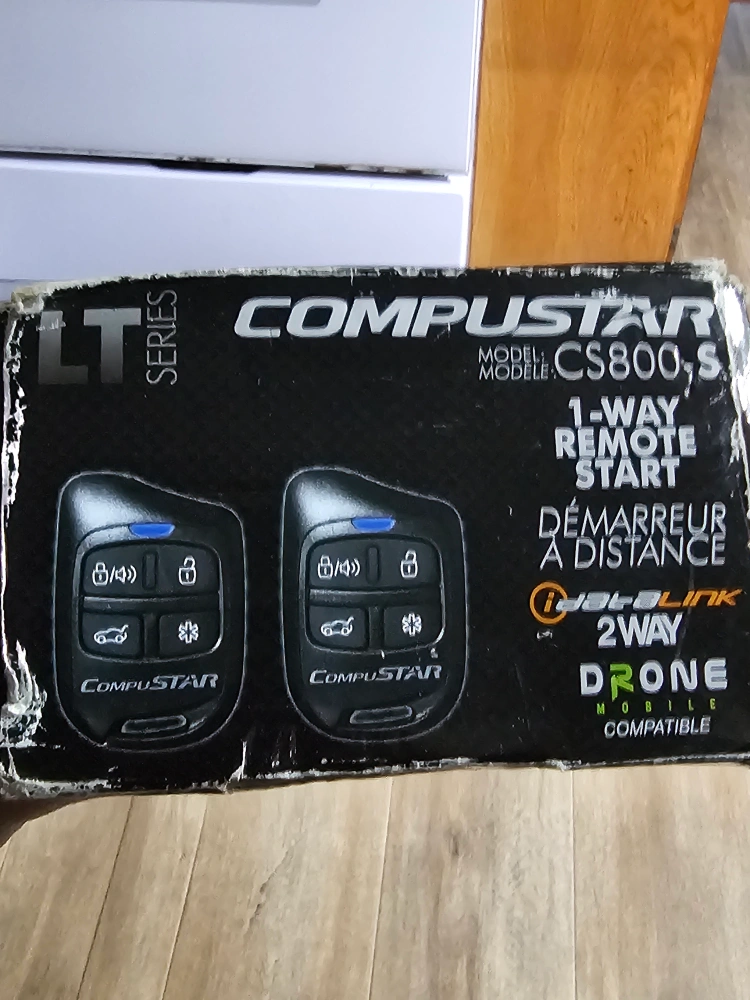 LT SERIES
COMPUSTAR
MODEL: MODÈLE: CS800-S
1-WAY
REMOTE
START
DÉMARREUR
À DISTANCE
idataLINK
2WAY
DRONE
MOBILE
COMPATIBLE
COMPUSTAR
COMPUSTAR